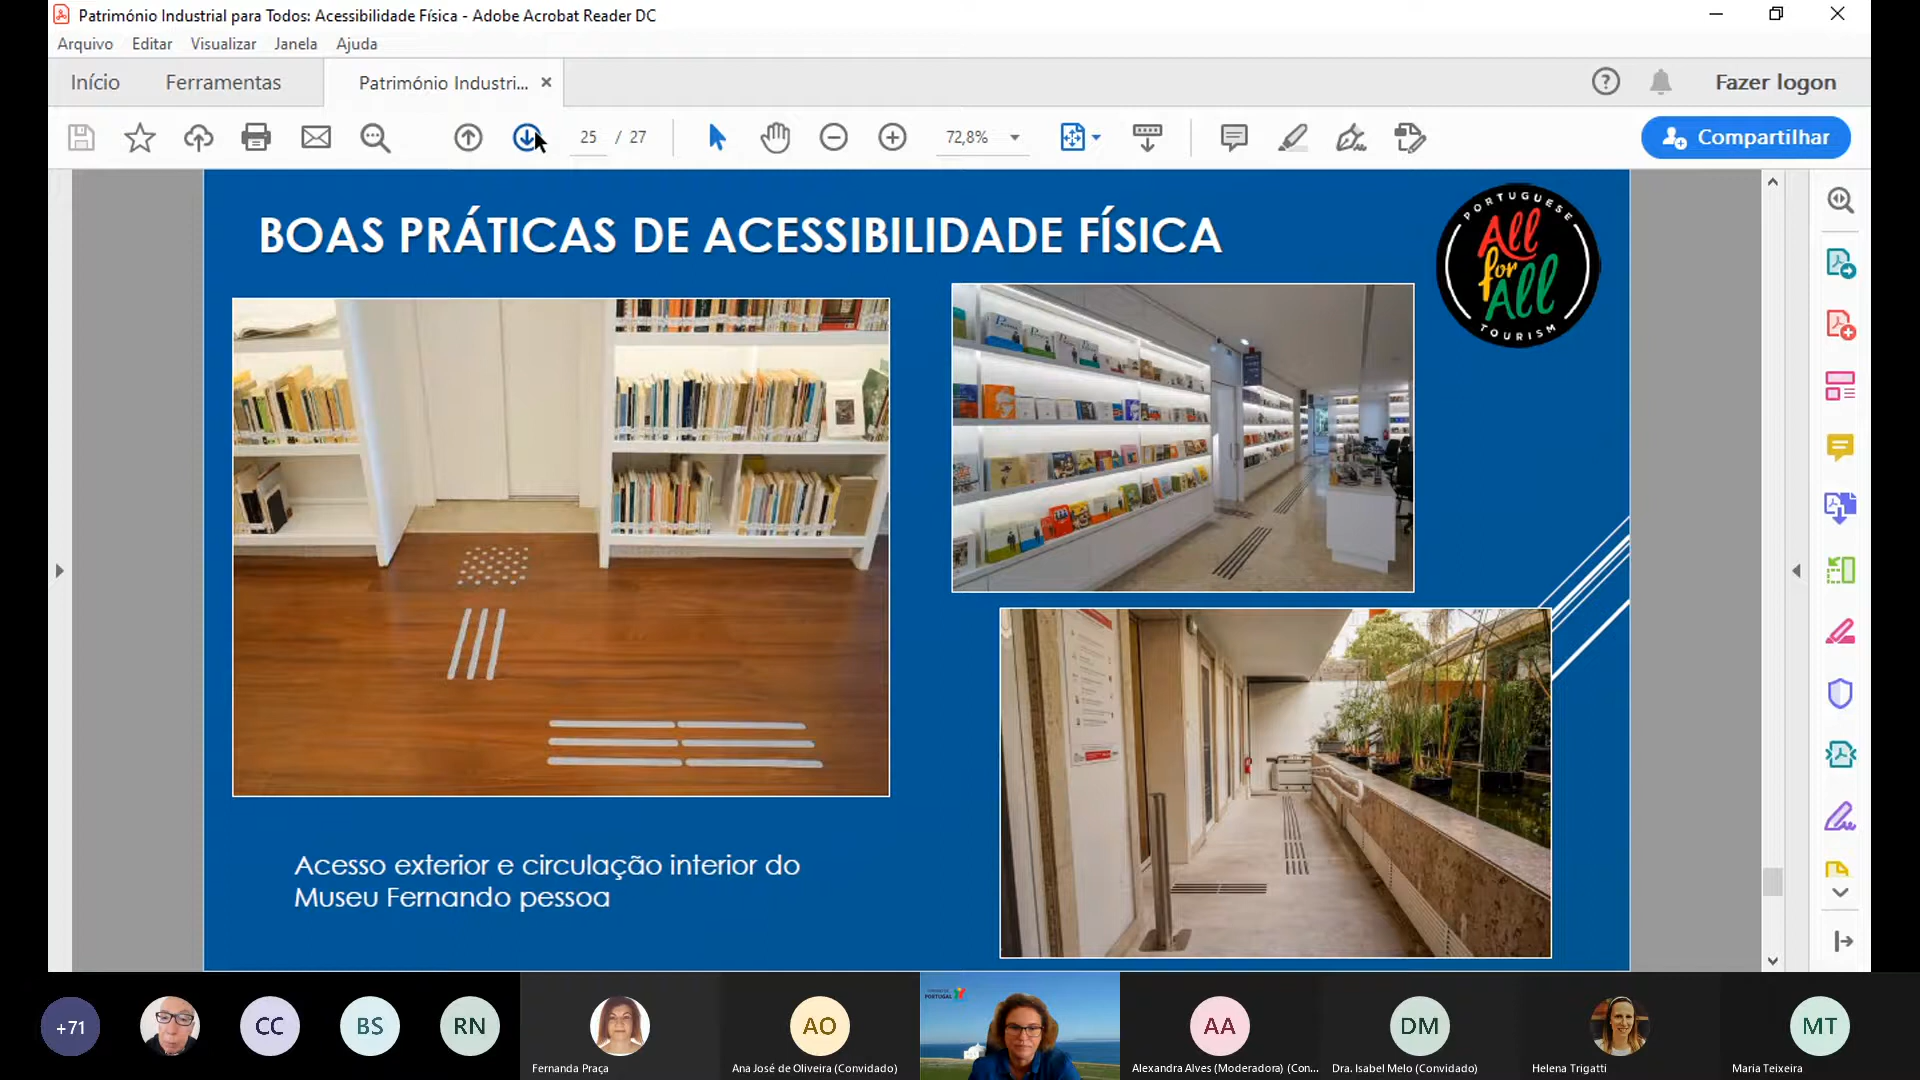 Património Industrial para Todos: Acessibilidade Física - Adobe Acrobat Reader DC
Arquivo Editar Visualizar Janela Ajuda
Início Ferramentas Património Industri... Fazer logon
25 / 27 72,8% Compartilhar
BOAS PRÁTICAS DE ACESSIBILIDADE FÍSICA
PORTUGUESE
All
for
All
TOURISM
Acesso exterior e circulação interior do
Museu Fernando pessoa
+71 CC BS RN AO AA DM MT
PORTUGAL
Fernanda Praça Ana José de Oliveira (Convidado) Alexandra Alves (Moderadora) (Con... Dra. Isabel Melo (Convidado) Helena Trigatti Maria Teixeira